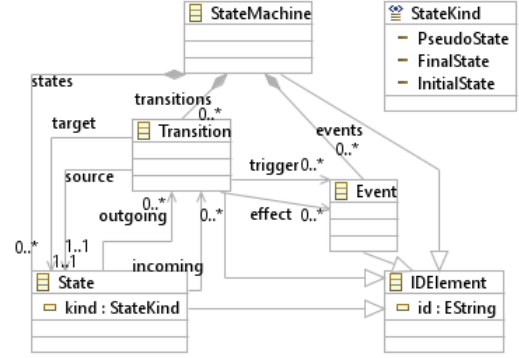 StateMachine
StateKind
PseudoState
FinalState
InitialState
states
transitions
0..*
target
Transition
events
0..*
source
trigger 0..*
Event
0..*
outgoing
0..*
effect 0..*
0..*
1..1
1..1
incoming
State
kind : StateKind
IDElement
id : EString